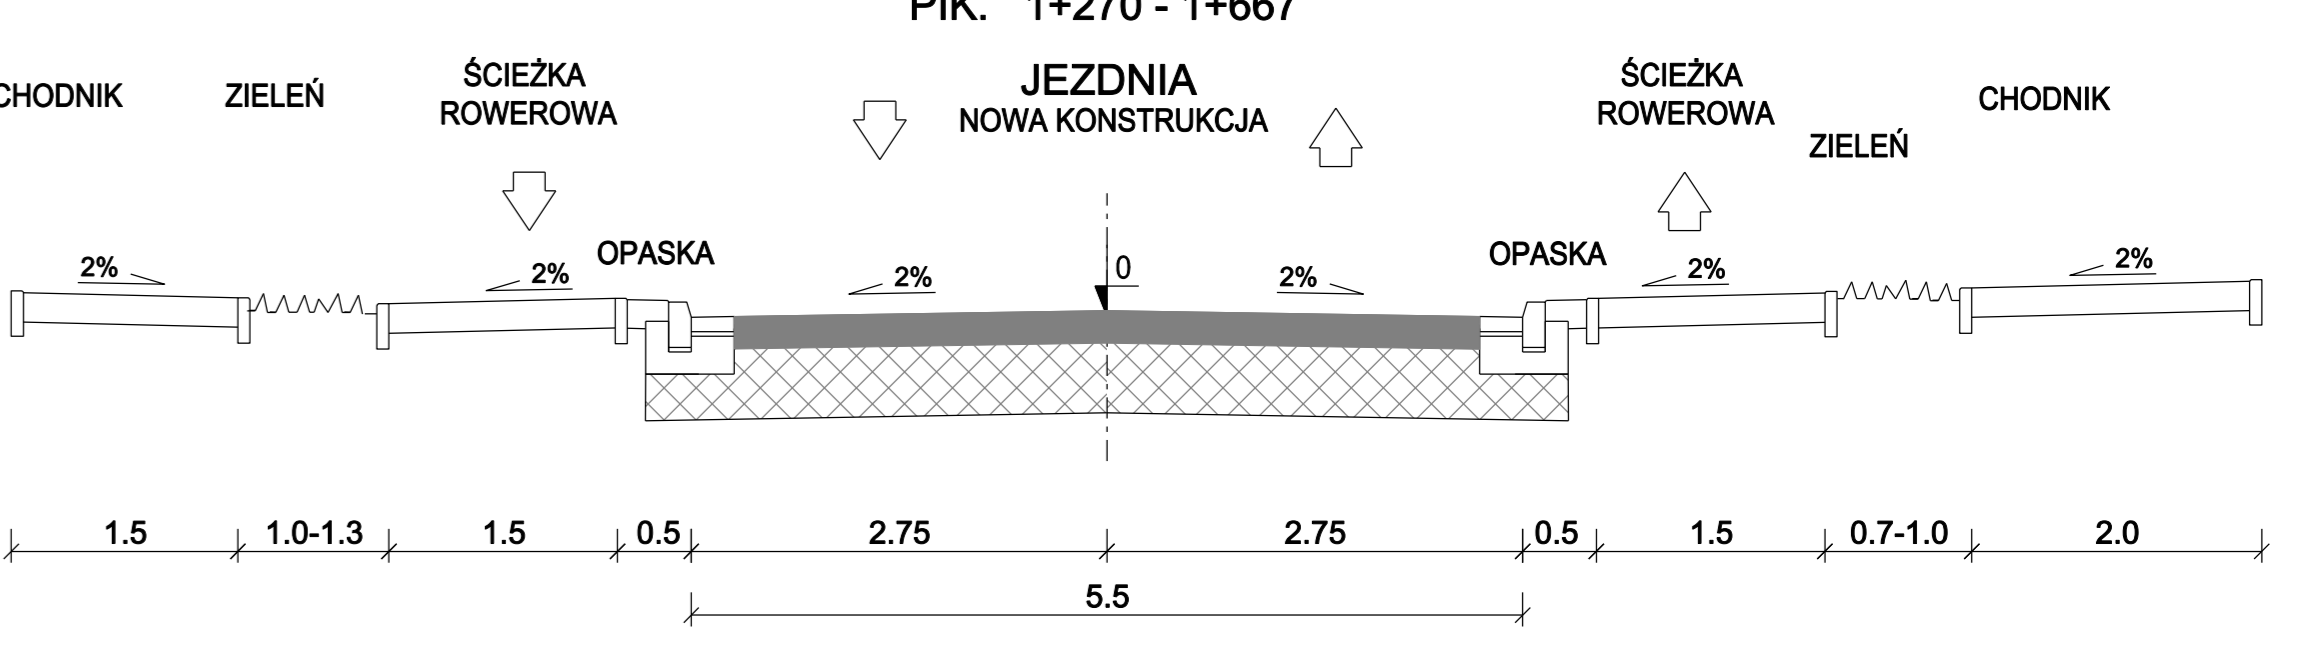 PIK. 1+270 - 1+667
CHODNIK
ZIELEŃ
ŚCIEŻKA
ROWEROWA
JEZDNIA
NOWA KONSTRUKCJA
ŚCIEŻKA
ROWEROWA
ZIELEŃ
CHODNIK
OPASKA
OPASKA
2%
2%
2%
0
2%
2%
2%
1.5
1.0-1.3
1.5
0.5
2.75
2.75
0.5
1.5
0.7-1.0
2.0
5.5